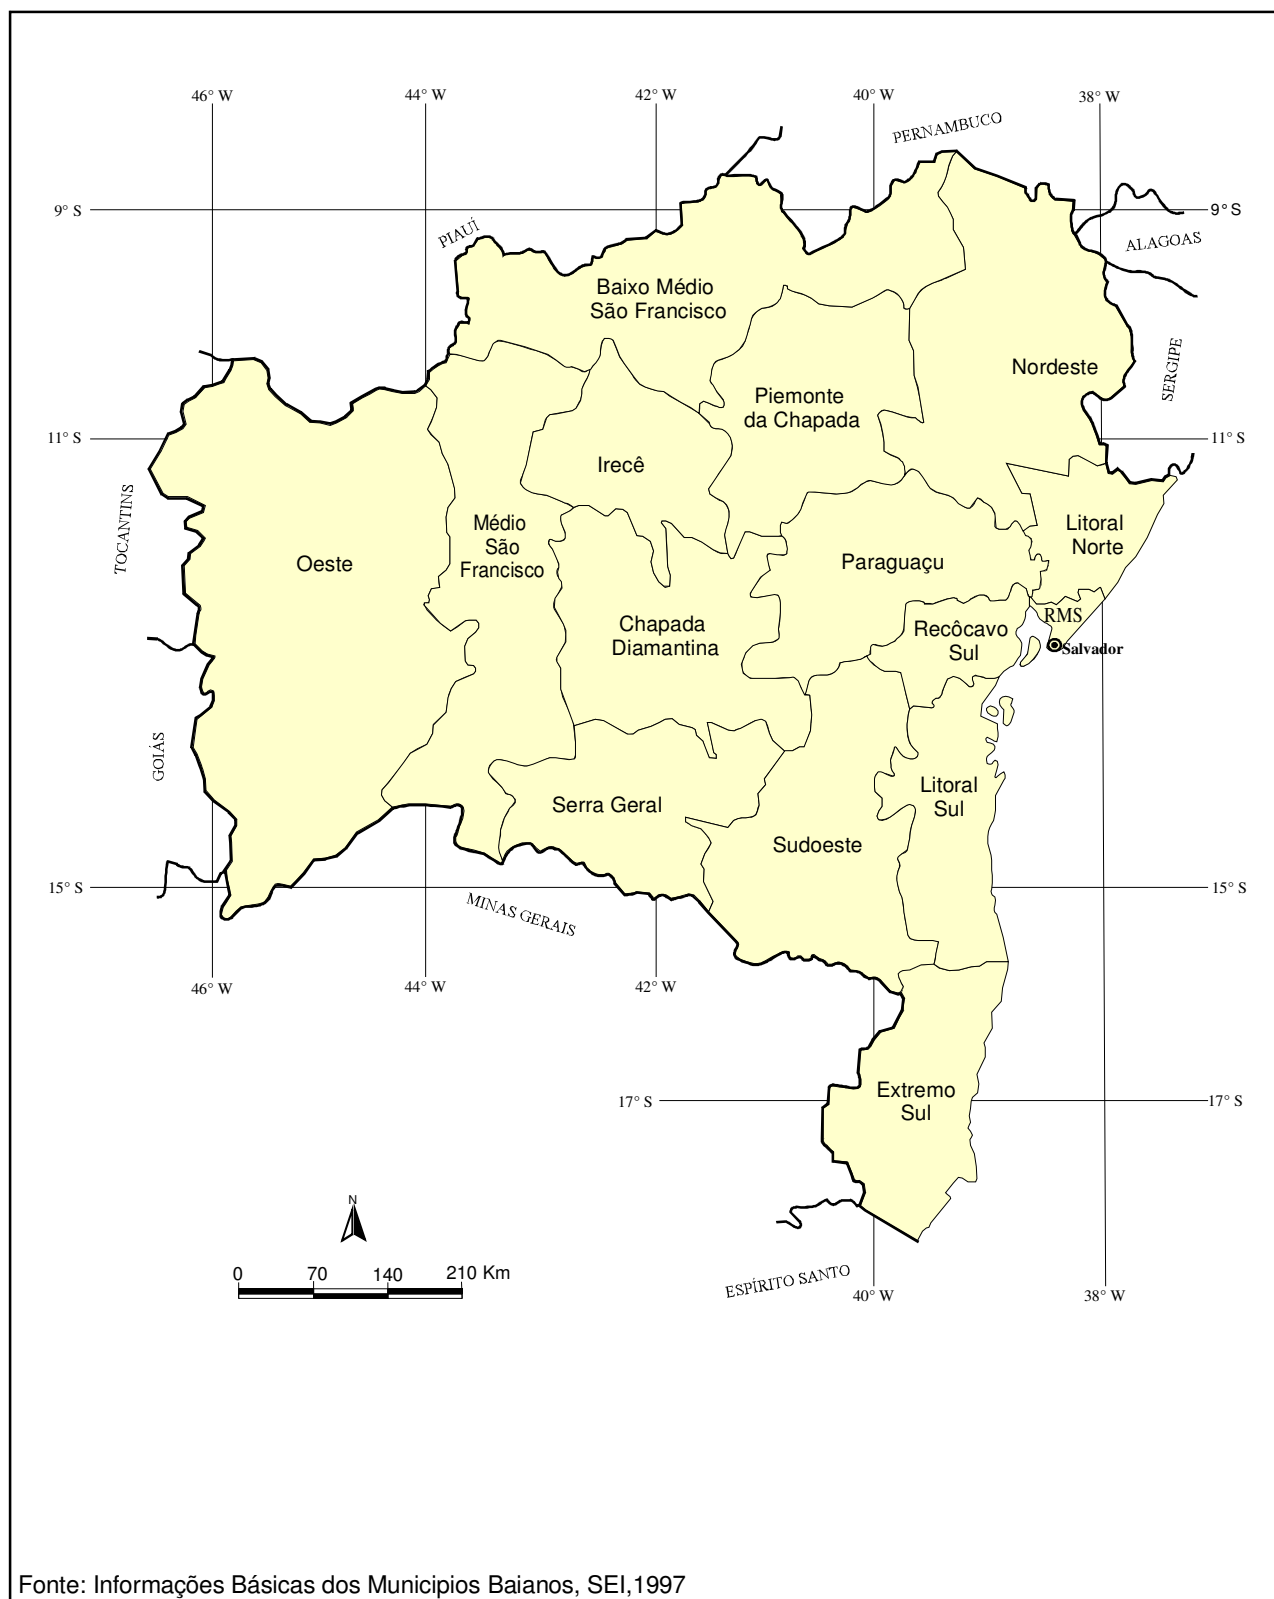 46° W
44° W
42° W
40° W
38° W
PERNAMBUCO
9° S
9° S
PIAUÍ
ALAGOAS
Baixo Médio
São Francisco
SERGIPE
Nordeste
Piemonte
da Chapada
11° S
11° S
Irecê
TOCANTINS
Médio
São
Francisco
Litoral
Norte
Oeste
Paraguaçu
Chapada
Diamantina
RMS
Recôcavo
Sul
Salvador
GOIÁS
Litoral
Sul
Serra Geral
Sudoeste
15° S
15° S
MINAS GERAIS
46° W
44° W
42° W
Extremo
Sul
17° S
17° S
N
0
70
140
210 Km
ESPÍRITO SANTO
40° W
38° W
Fonte: Informações Básicas dos Municipios Baianos, SEI,1997